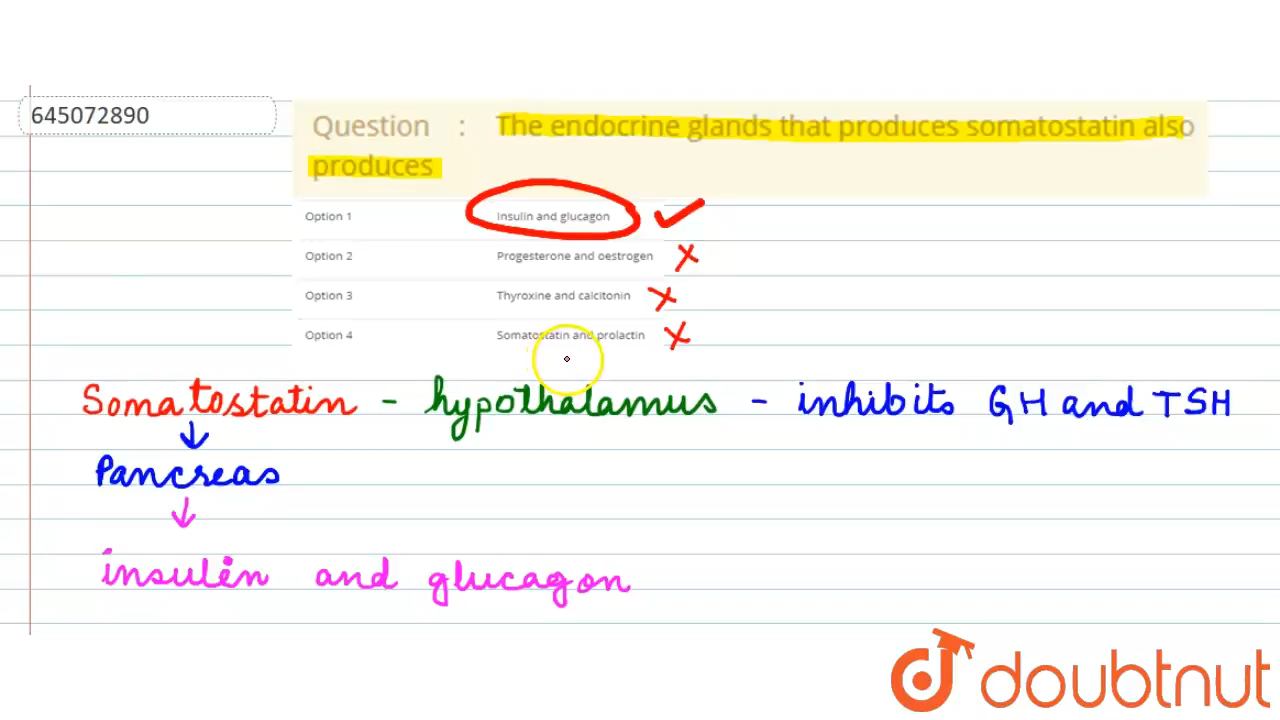 645072890
Question : The endocrine glands that produces somatostatin also
produces
Option 1 Insulin and glucagon
Option 2 Progesterone and oestrogen
Option 3 Thyroxine and calcitonin
Option 4 Somatostatin and prolactin
Somatostatin - hypothalamus - inhibits GH and TSH
Pancreas
insulin and glucagon
doubtnut